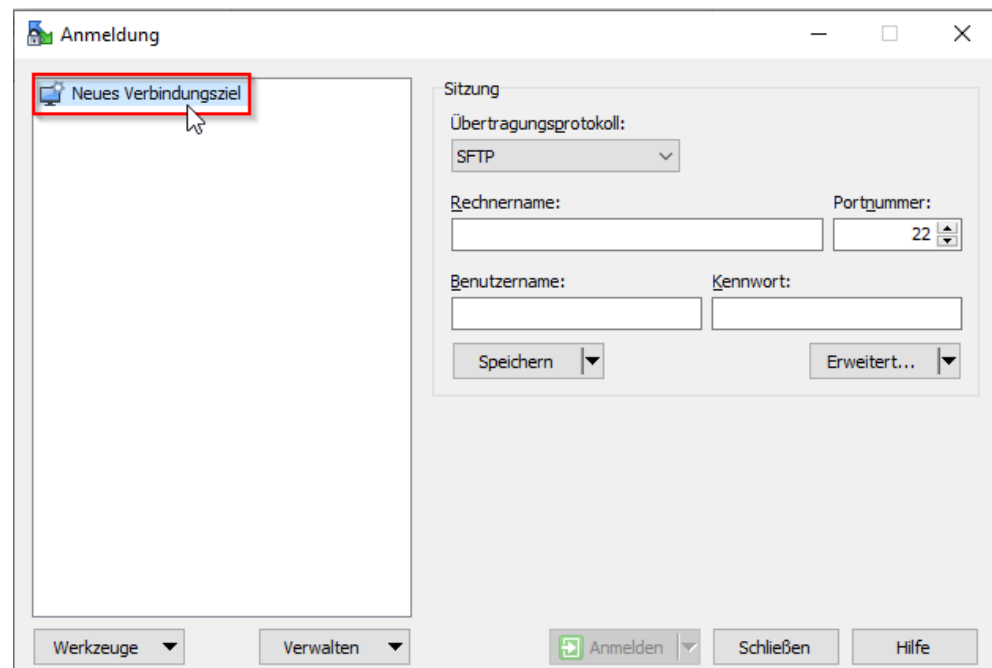 Anmeldung
Neues Verbindungsziel
Sitzung
Übertragungsprotokoll:
SFTP
Rechnername: Portnummer:
22
Benutzername: Kennwort:
Speichern Erweitert...
Werkzeuge Verwalten Anmelden Schließen Hilfe